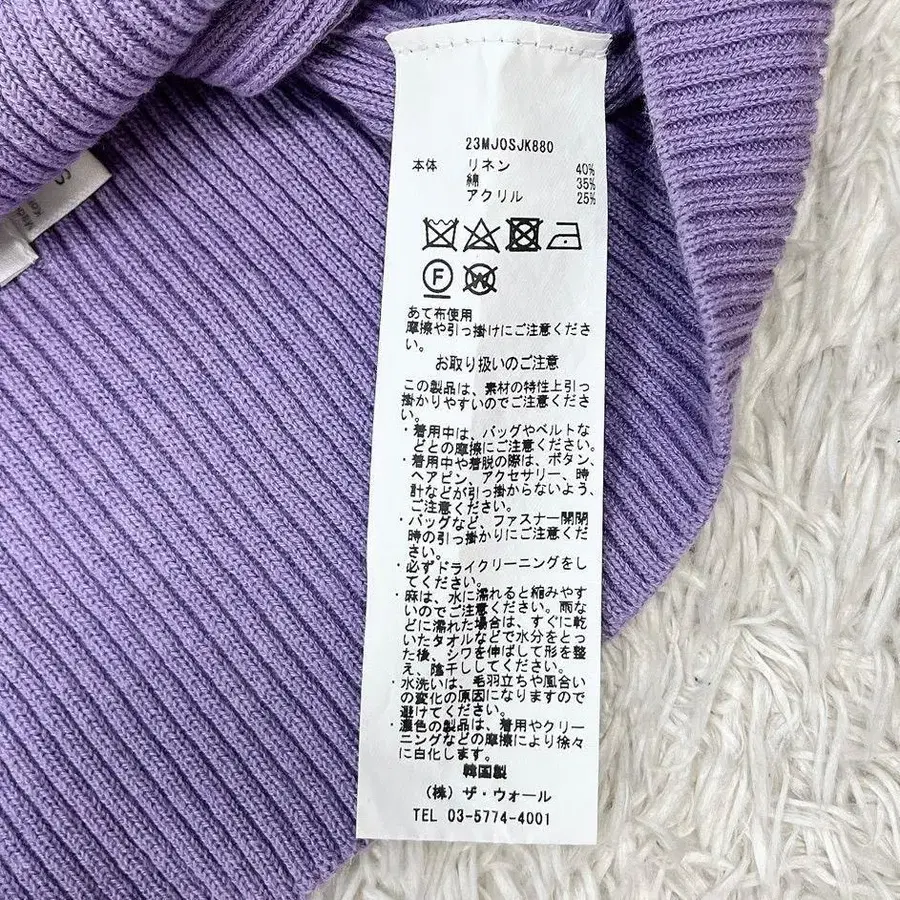 23MJOSJK880
本体 リネン 40%
綿 35%
アクリル 25%
F
W
あて布使用
摩擦や引っ掛けにご注意くださ
い。
お取り扱いのご注意
この製品は、素材の特性上引っ
掛かりやすいのでご注意くださ
い。
・着用中は、バッグやベルトな
どとの摩擦にご注意ください。
・着用中や着脱の際は、ボタン、
ヘアピン、アクセサリー、時
計などが引っ掛からないよう、
ご注意ください。
・バッグなど、ファスナー開閉
時の引っ掛かりにご注意くだ
さい。
・必ずドライクリーニングをし
てください。
・麻は、水に濡れると縮みやす
いのでご注意ください。雨な
どに濡れた場合は、すぐに乾
いたタオルなどで水分をとっ
た後、シワを伸ばして形を整
え、陰干ししてください。
・水洗いは、毛羽立ちや風合い
の変化の原因になりますので
避けてください。
・濃色の製品は、着用やクリー
ニングなどの摩擦により徐々
に白化します。
韓国製
(株) ザ・ウォール
TEL 03-5774-4001